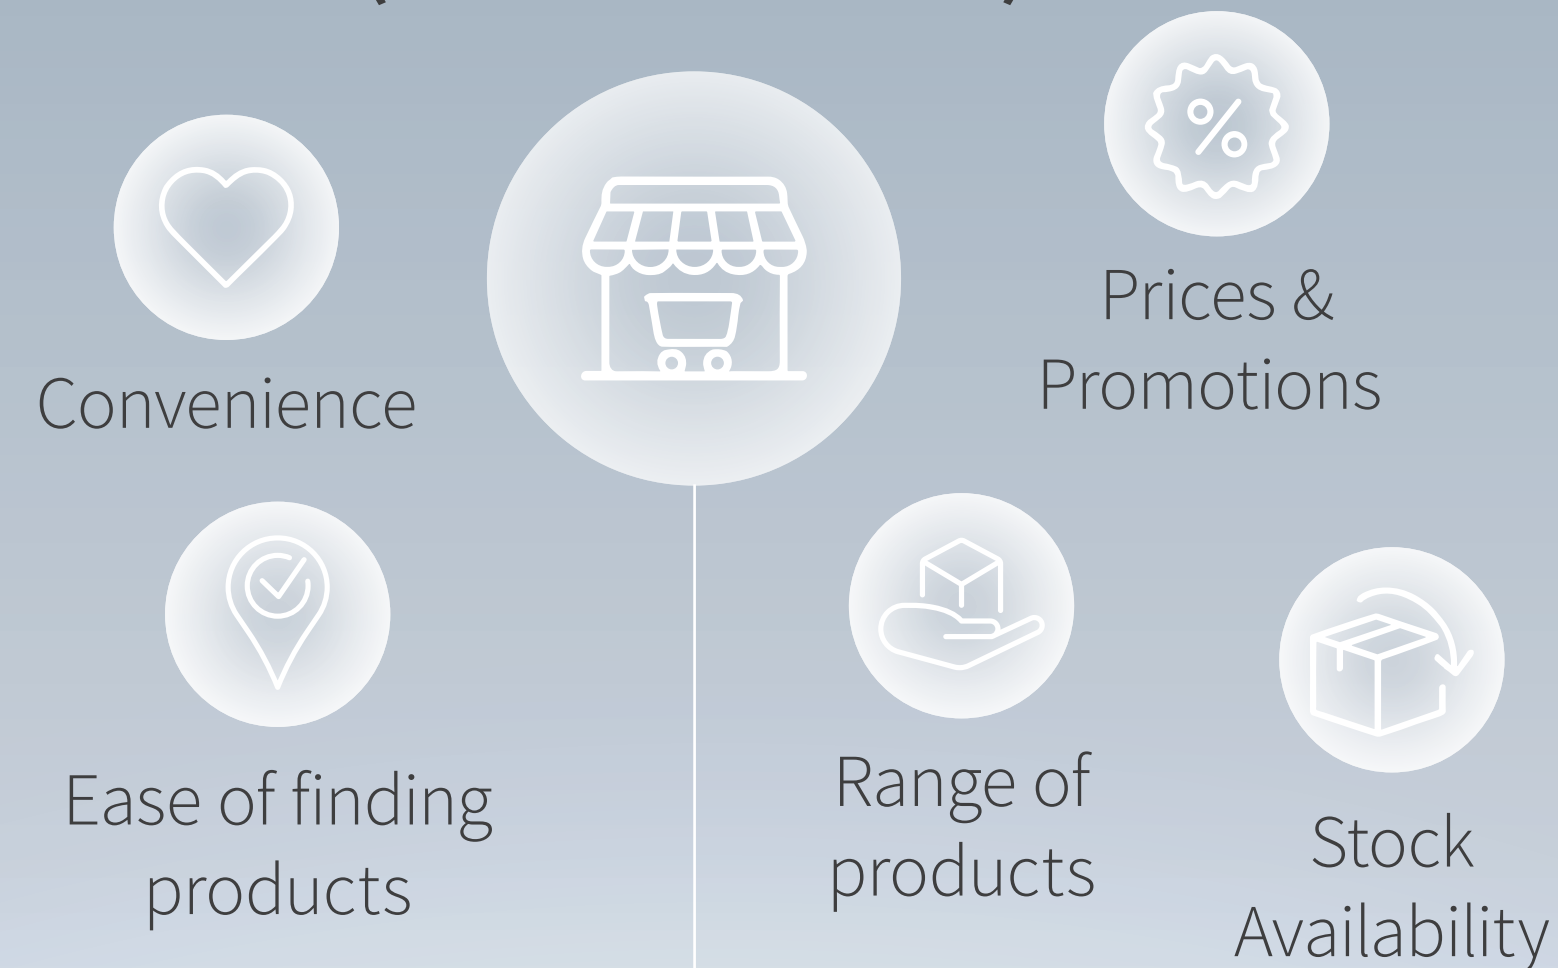 Convenience
Prices &
Promotions
Ease of finding
products
Range of
products
Stock
Availability